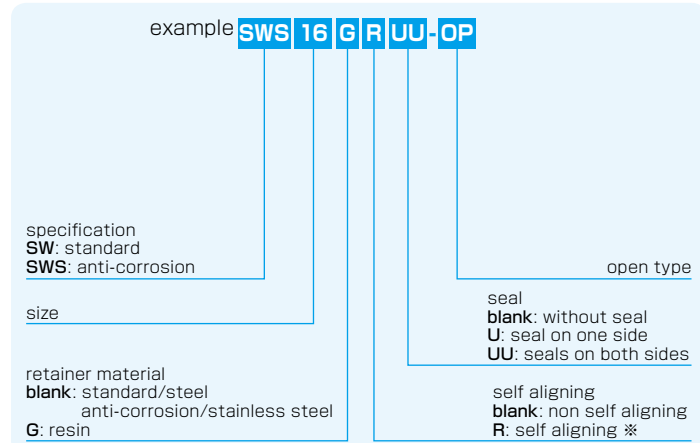 example SWS 16 G R UU - OP
specification
SW: standard
SWS: anti-corrosion
size
retainer material
blank: standard/steel
anti-corrosion/stainless steel
G: resin
open type
seal
blank: without seal
U: seal on one side
UU: seals on both sides
self aligning
blank: non self aligning
R: self aligning ※